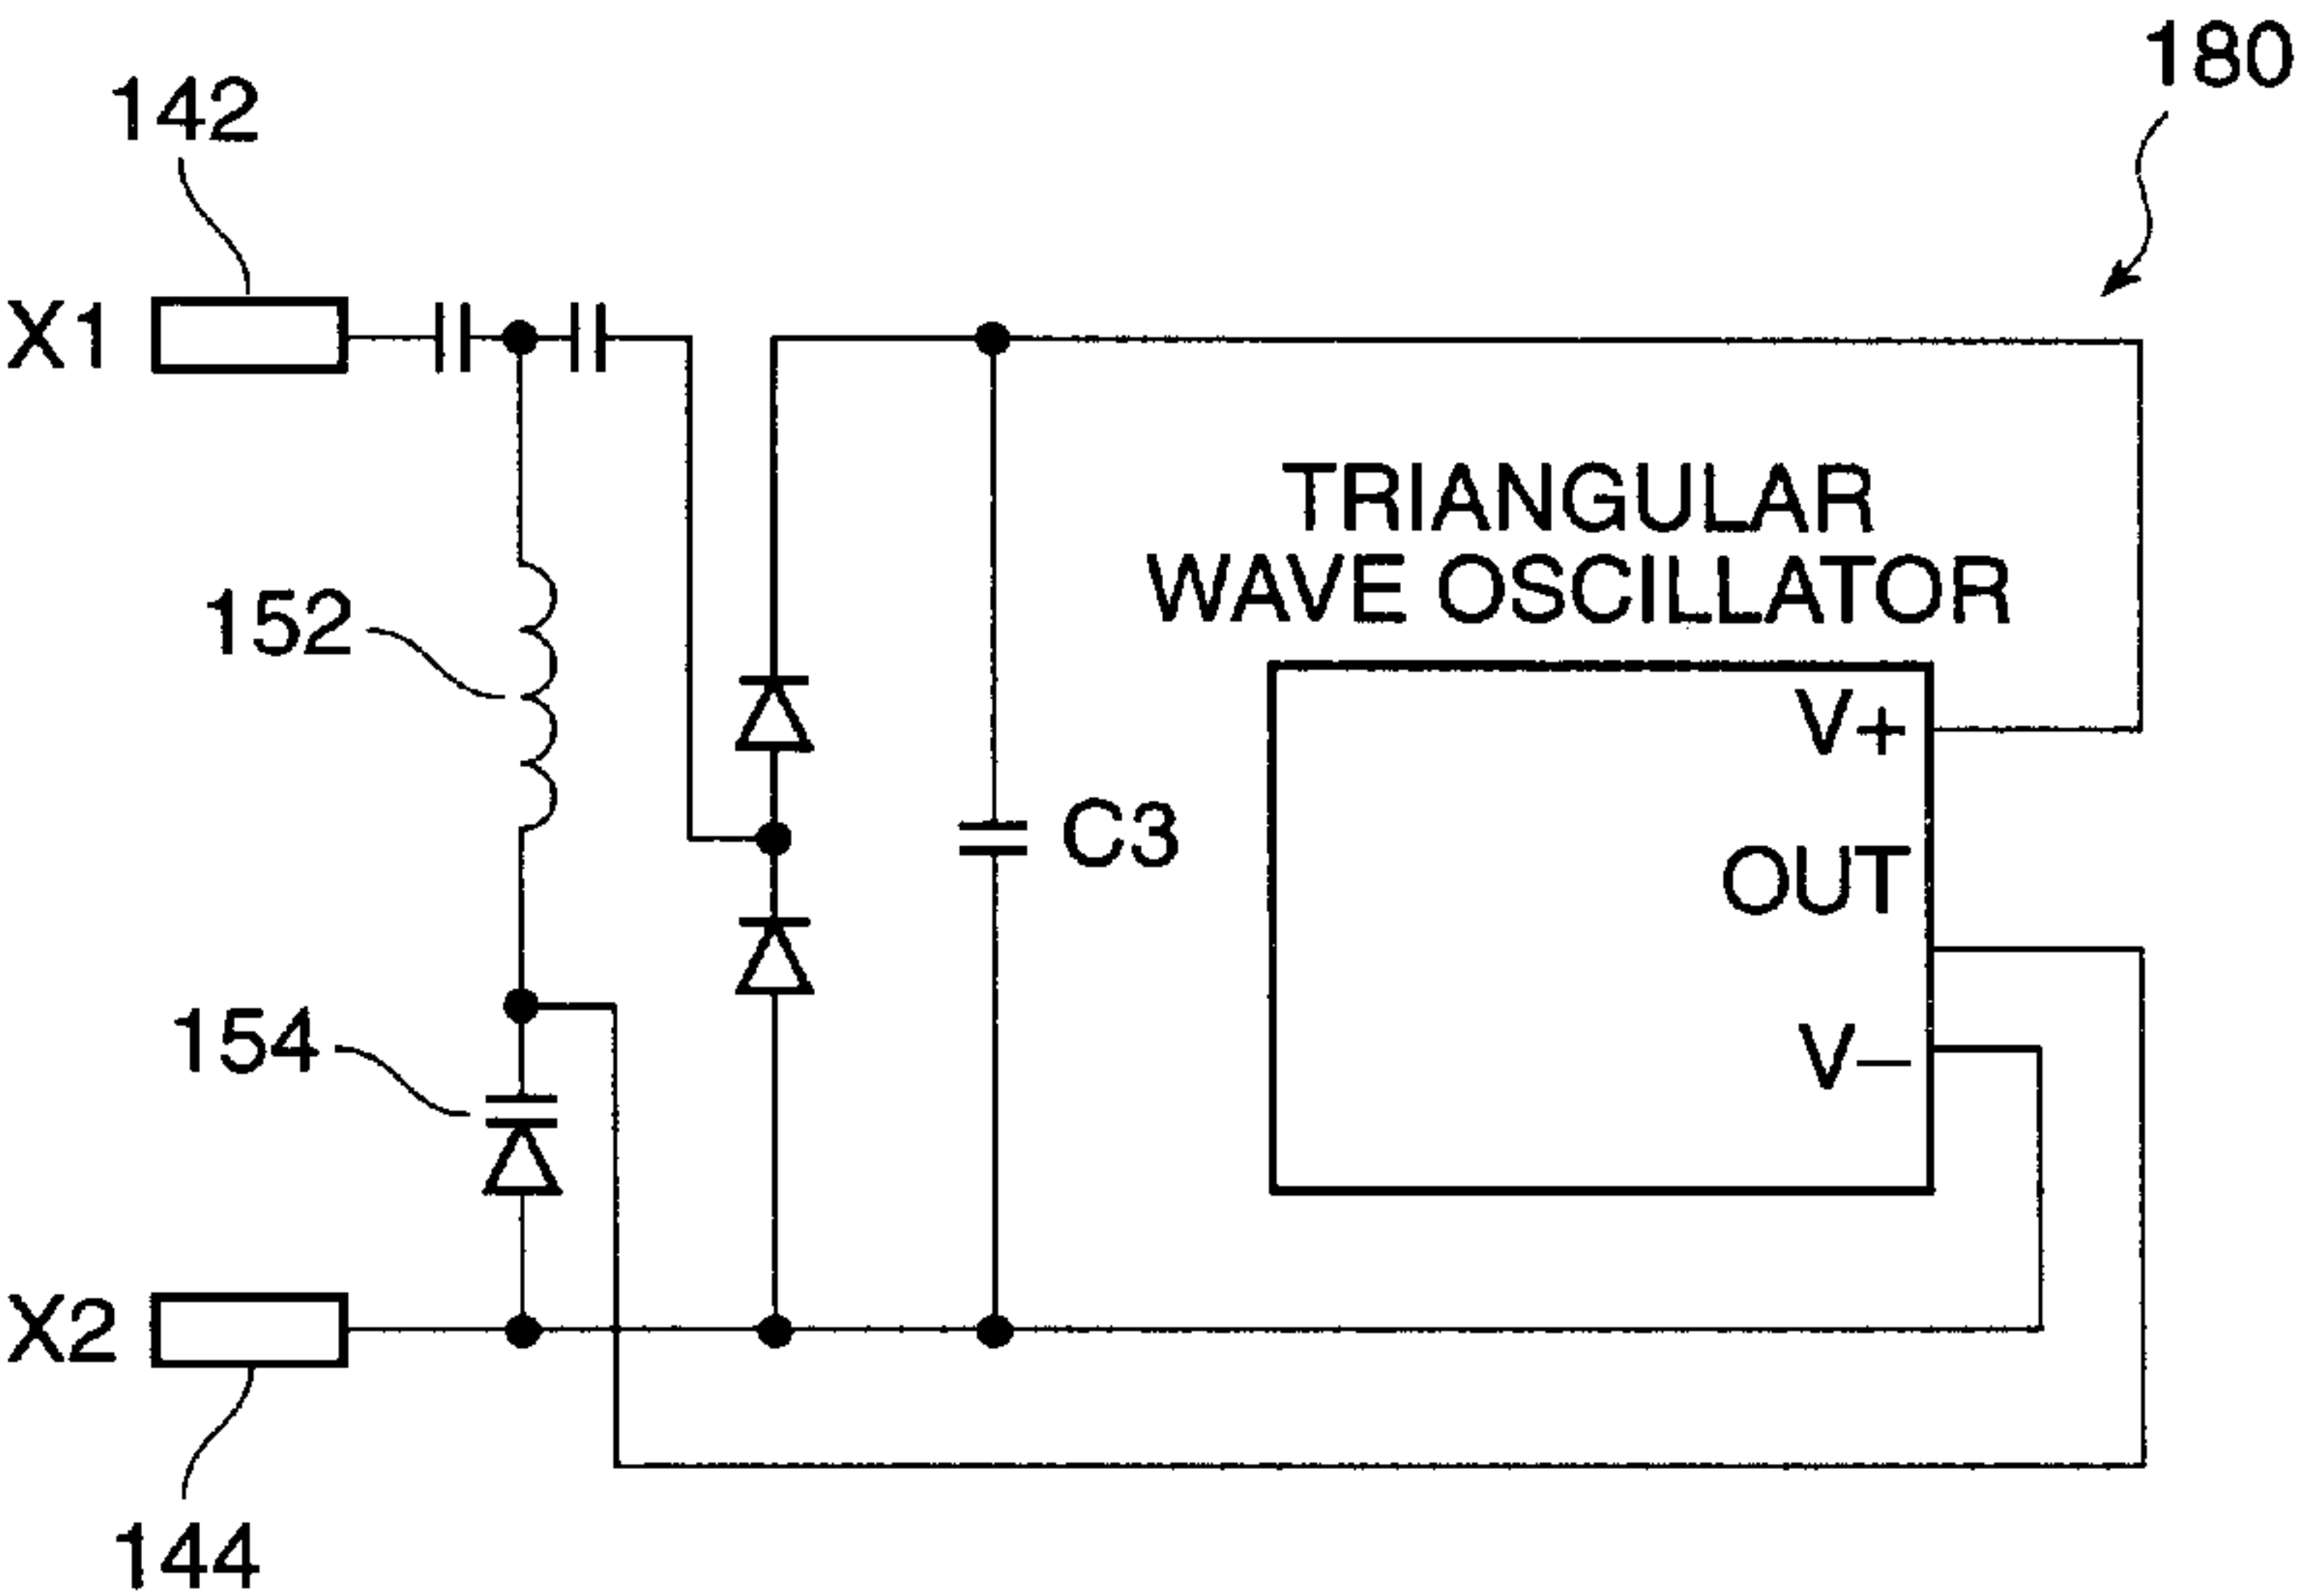 180
142
X1
TRIANGULAR
WAVE OSCILLATOR
152
V+
C3
OUT
154
V–
X2
144